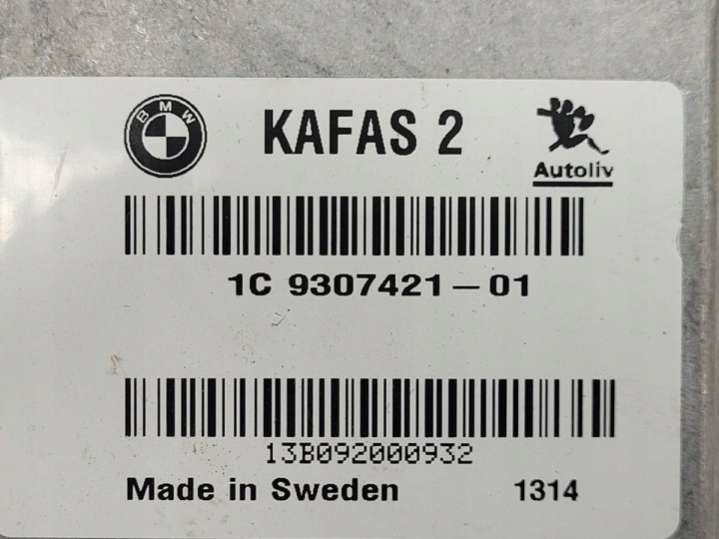 BMW KAFAS 2
Autoliv
1C 9307421-01
13B092000932
Made in Sweden 1314